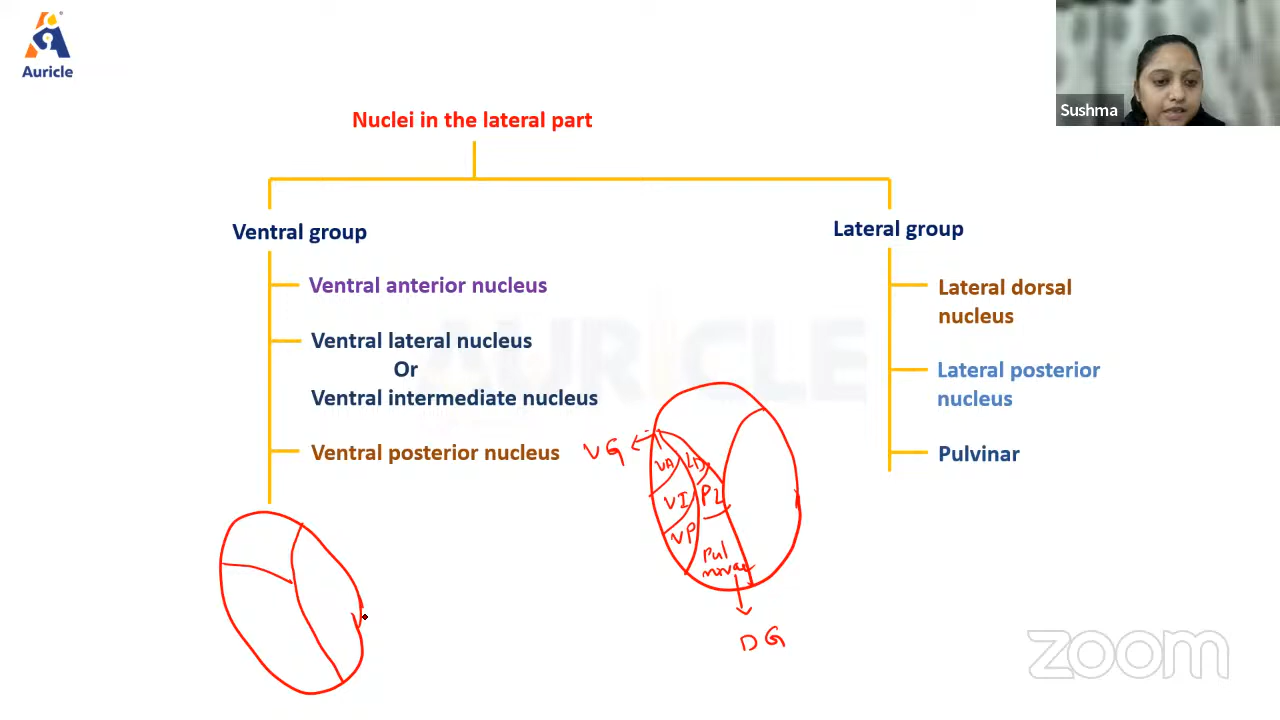 Auricle
Sushma
Nuclei in the lateral part
Ventral group
Lateral group
Ventral anterior nucleus
Ventral lateral nucleus
Or
Ventral intermediate nucleus
Ventral posterior nucleus
Lateral dorsal
nucleus
Lateral posterior
nucleus
Pulvinar
AURICLE
VG
VA LD
VI PL
VP
Pul
DG
zoom